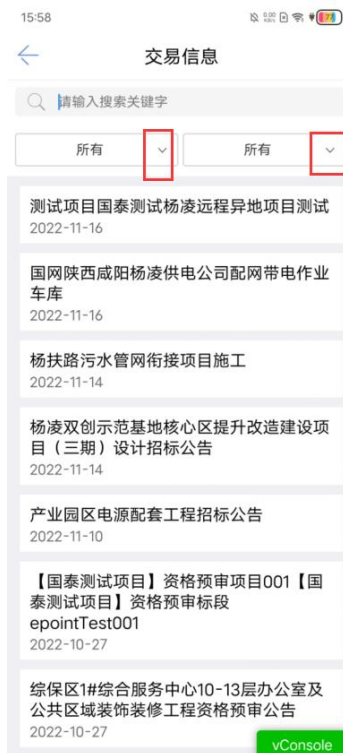 15:58
交易信息
请输入搜索关键字
所有 所有
测试项目国泰测试杨凌远程异地项目测试
2022-11-16
国网陕西咸阳杨凌供电公司配网带电作业
车库
2022-11-16
杨扶路污水管网衔接项目施工
2022-11-14
杨凌双创示范基地核心区提升改造建设项
目（三期）设计招标公告
2022-11-14
产业园区电源配套工程招标公告
2022-11-10
【国泰测试项目】资格预审项目001【国
泰测试项目】资格预审标段
epointTest001
2022-10-27
综保区1#综合服务中心10-13层办公室及
公共区域装饰装修工程资格预审公告
2022-10-27
vConsole